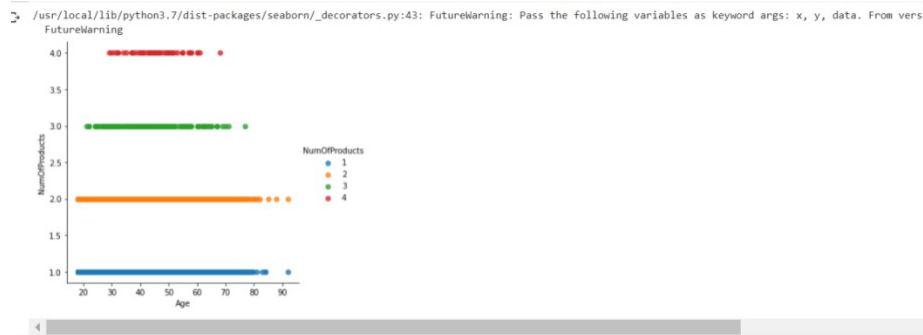 /usr/local/lib/python3.7/dist-packages/seaborn/_decorators.py:43: FutureWarning: Pass the following variables as keyword args: x, y, data. From vers
FutureWarning
4.0
3.5
3.0
2.5
2.0
1.5
1.0
NumOfProducts
20 30 40 50 60 70 80 90
Age
NumOfProducts
1
2
3
4